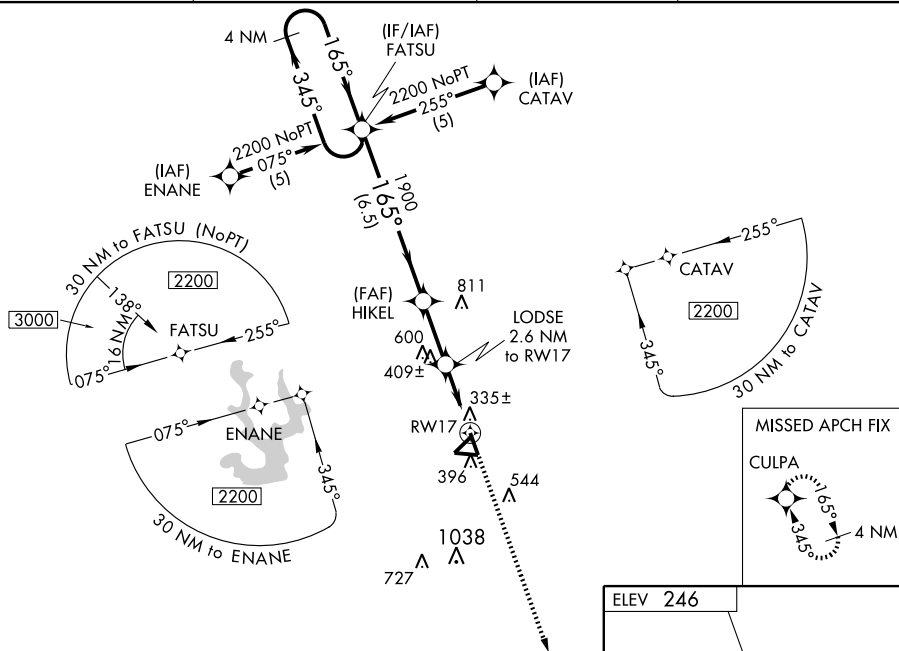 4 NM
165°
345°
(IF/IAF)
FATSU
2200 NoPT
255°
(5)
(IAF)
CATAV
2200 NoPT
075°
(5)
(IAF)
ENANE
1900
165°
(6.5)
30 NM to FATSU (NoPT)
2200
138°
3000
16 NM
FATSU
255°
075°
(FAF)
HIKEL
811
LODSE
2.6 NM
to RW17
600
409±
335±
RW17
396
544
1038
727
255°
CATAV
2200
345°
30 NM to CATAV
075°
ENANE
345°
2200
30 NM to ENANE
MISSED APCH FIX
CULPA
165°
345°
4 NM
ELEV 246